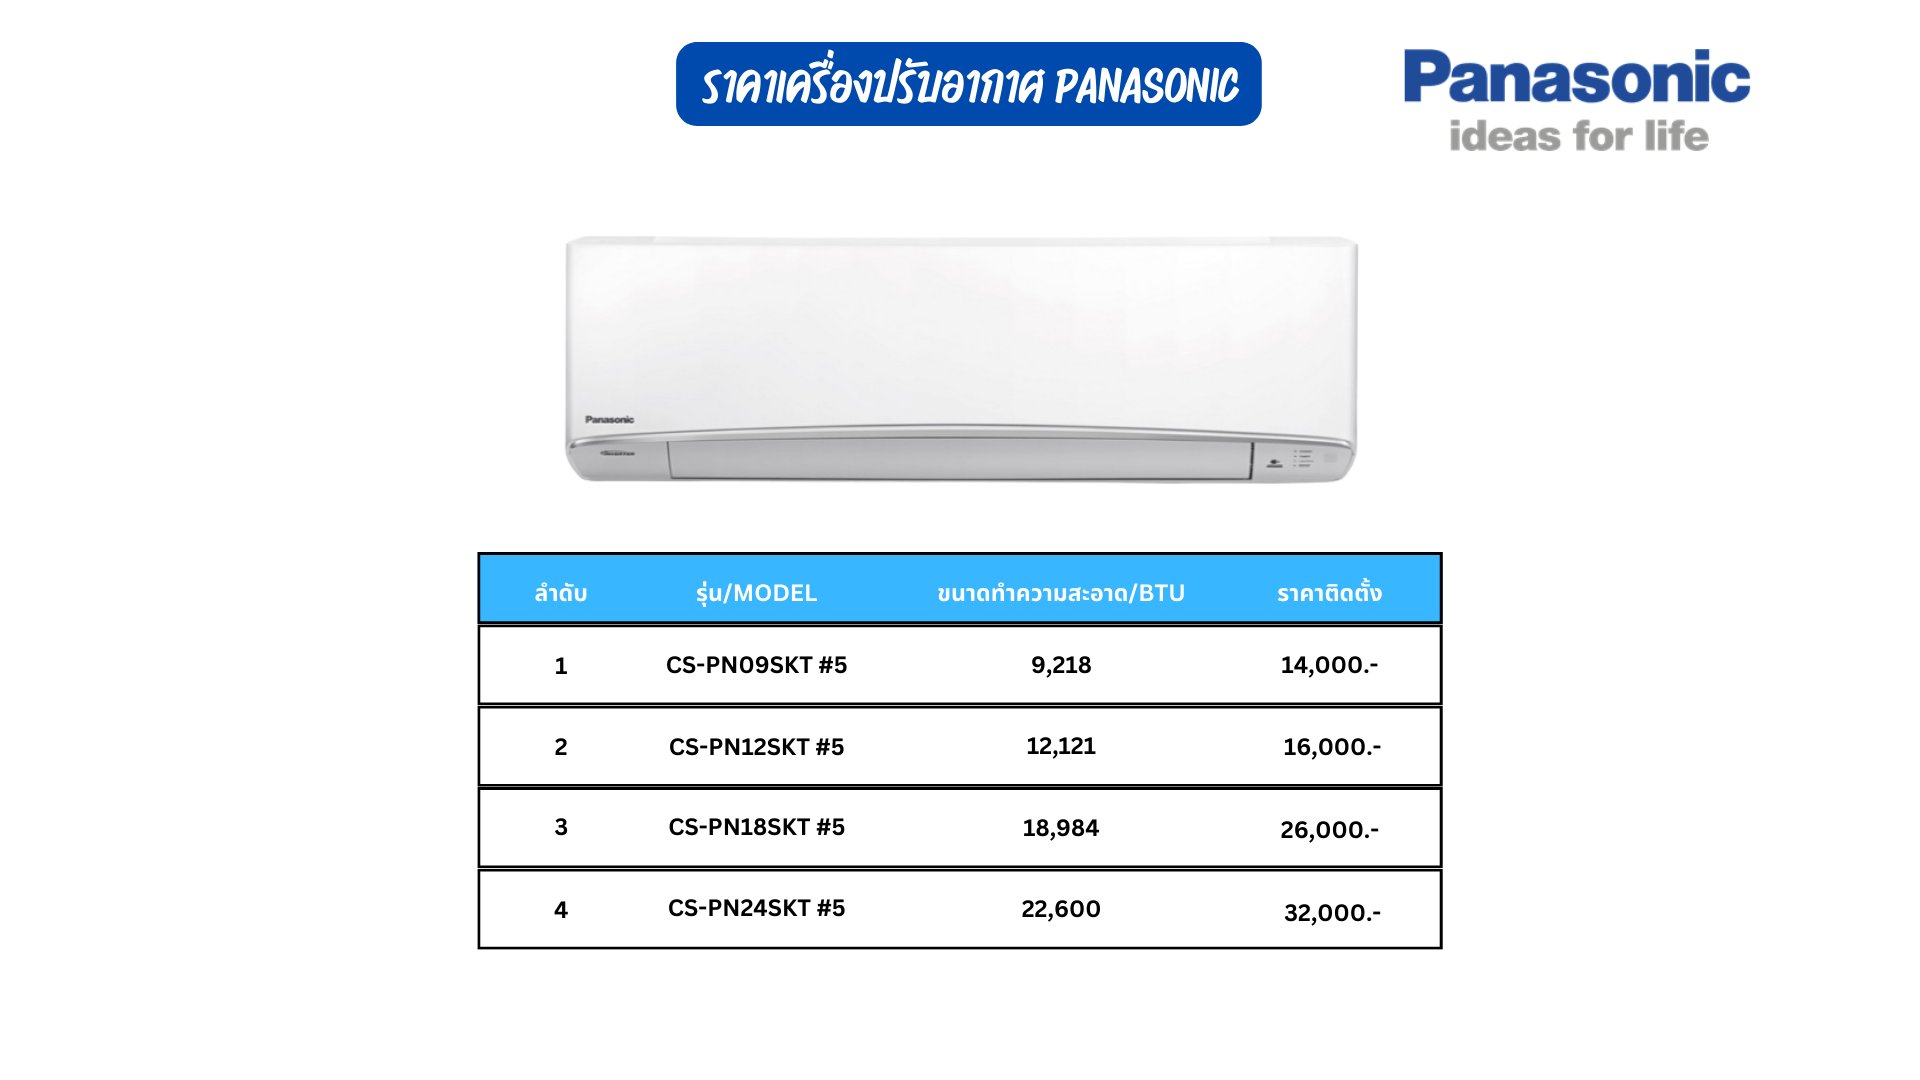 ราคาเครื่องปรับอากาศ PANASONIC
Panasonic
ideas for life
Panasonic
INVERTER
ลำดับ รุ่น/MODEL ขนาดทำความสะอาด/BTU ราคาติดตั้ง
1 CS-PN09SKT #5 9,218 14,000.-
2 CS-PN12SKT #5 12,121 16,000.-
3 CS-PN18SKT #5 18,984 26,000.-
4 CS-PN24SKT #5 22,600 32,000.-